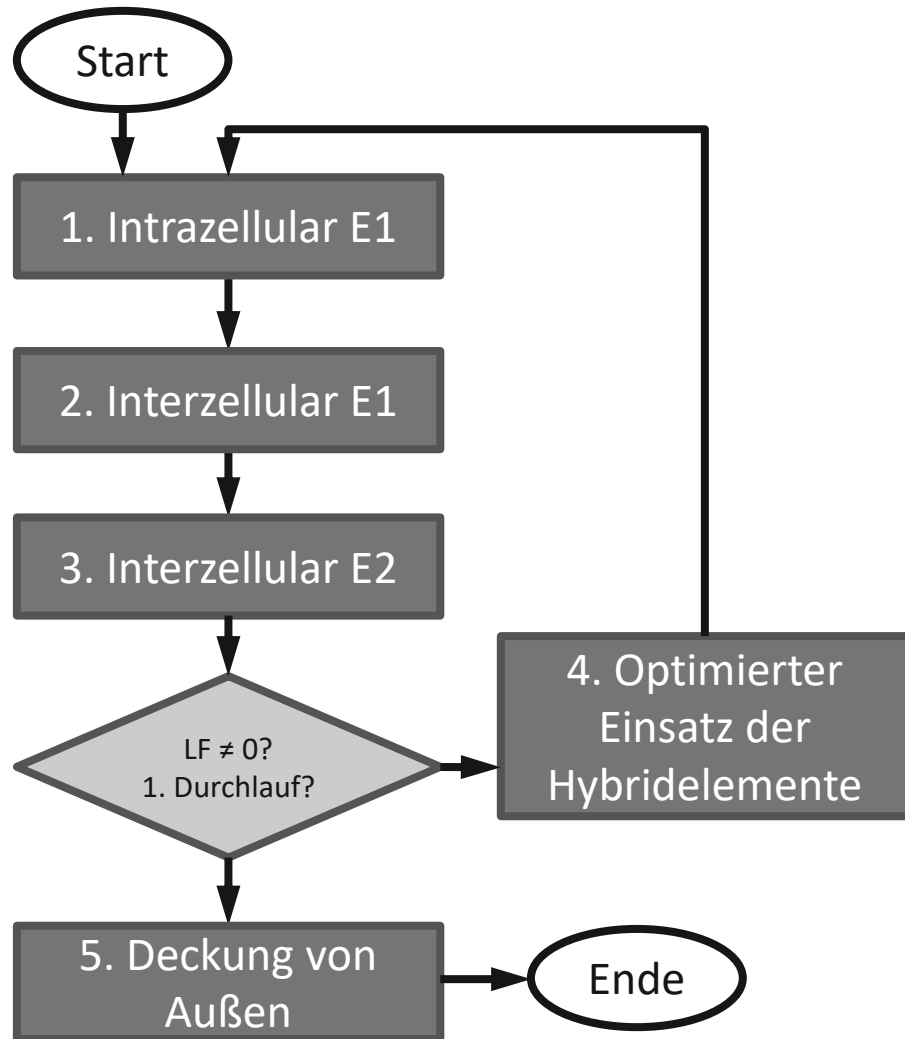 Start
1. Intrazellular E1
2. Interzellular E1
3. Interzellular E2
LF ≠ 0?
1. Durchlauf?
4. Optimierter
Einsatz der
Hybridelemente
5. Deckung von
Außen
Ende